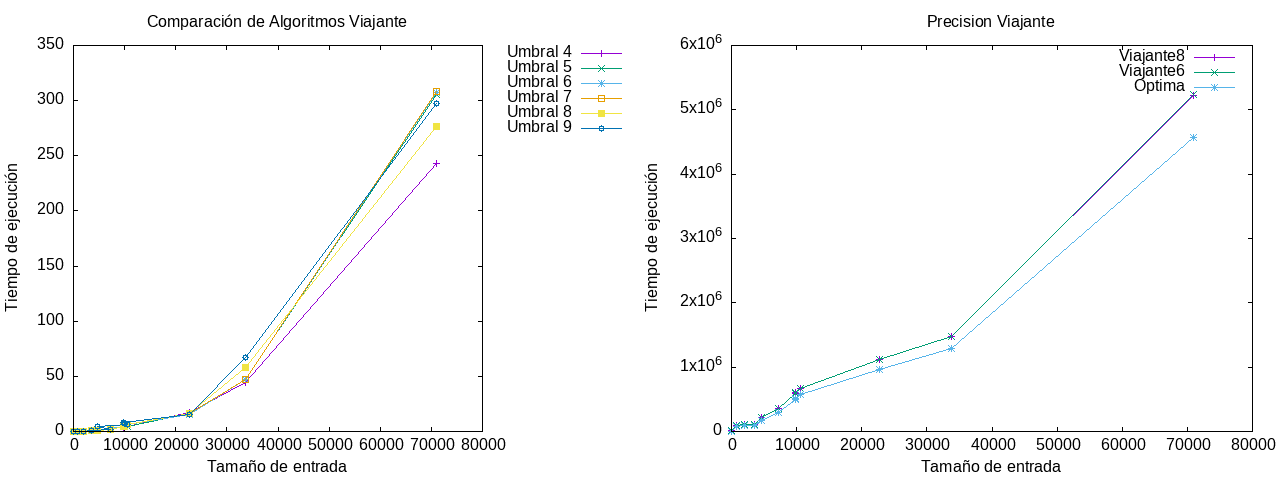 Comparación de Algoritmos Viajante
350
300
250
200
150
100
50
0
0 10000 20000 30000 40000 50000 60000 70000 80000
Tiempo de ejecución
Tamaño de entrada
Umbral 4
Umbral 5
Umbral 6
Umbral 7
Umbral 8
Umbral 9
Precision Viajante
6x10⁶
5x10⁶
4x10⁶
3x10⁶
2x10⁶
1x10⁶
0
0 10000 20000 30000 40000 50000 60000 70000 80000
Tiempo de ejecución
Tamaño de entrada
Viajante8
Viajante6
Optima